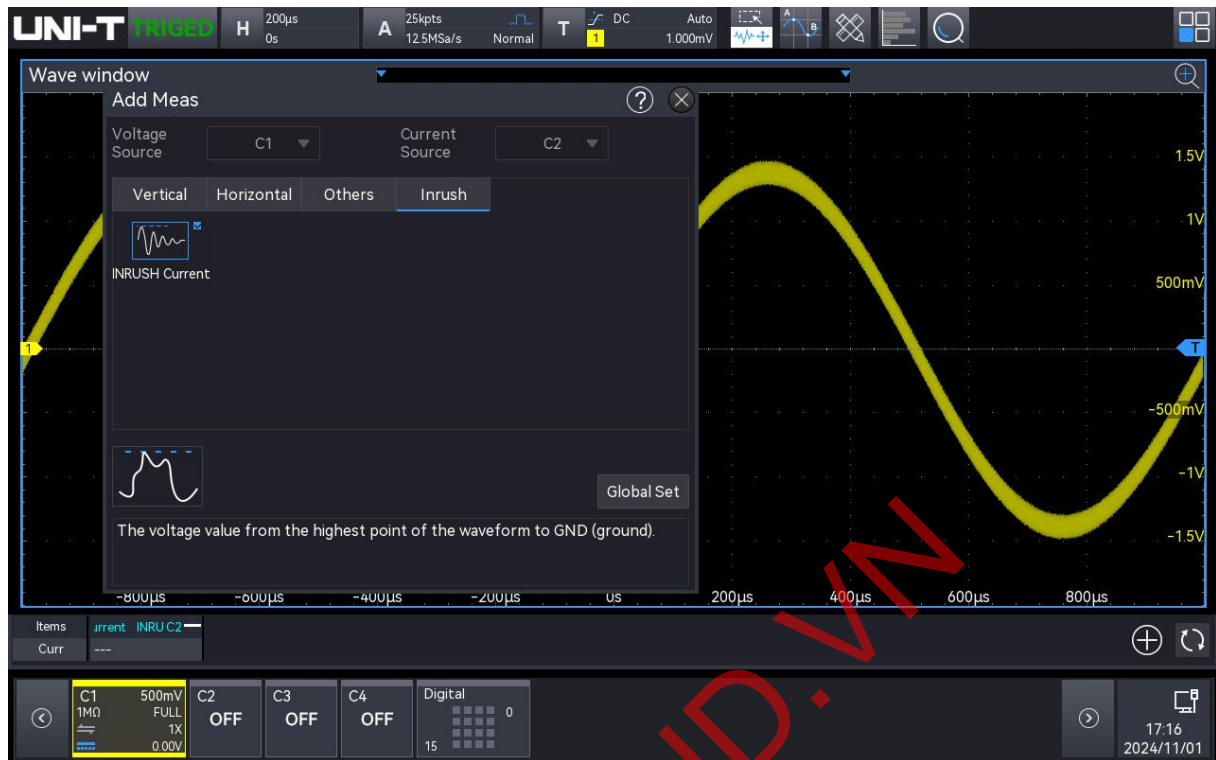 UNI-T TRIGED H 200µs 0s A 25kpts 12.5MSa/s Normal T DC 1 Auto 1.000mV A B
Wave window
Add Meas ?
Voltage Source C1 Current Source C2
Vertical Horizontal Others Inrush
INRUSH Current
Global Set
The voltage value from the highest point of the waveform to GND (ground).
1.5V
1V
500mV
1 T
-500mV
-1V
-1.5V
-800µs -600µs -400µs -200µs 0s 200µs 400µs 600µs 800µs
Items urrent INRU C2
Curr ---
C1 500mV
1MΩ FULL
1X
0.00V
C2 OFF
C3 OFF
C4 OFF
Digital 0
15
17:16
2024/11/01
D.VN